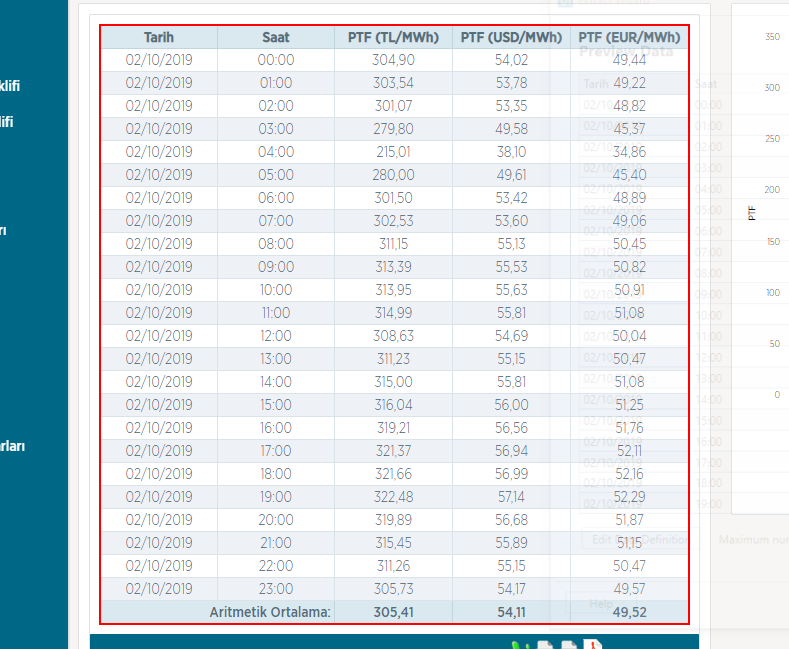 Tarih Saat PTF (TL/MWh) PTF (USD/MWh) PTF (EUR/MWh)
02/10/2019 00:00 304,90 54,02 49,44
02/10/2019 01:00 303,54 53,78 49,22
02/10/2019 02:00 301,07 53,35 48,82
02/10/2019 03:00 279,80 49,58 45,37
02/10/2019 04:00 215,01 38,10 34,86
02/10/2019 05:00 280,00 49,61 45,40
02/10/2019 06:00 301,50 53,42 48,89
02/10/2019 07:00 302,53 53,60 49,06
02/10/2019 08:00 311,15 55,13 50,45
02/10/2019 09:00 313,39 55,53 50,82
02/10/2019 10:00 313,95 55,63 50,91
02/10/2019 11:00 314,99 55,81 51,08
02/10/2019 12:00 308,63 54,69 50,04
02/10/2019 13:00 311,23 55,15 50,47
02/10/2019 14:00 315,00 55,81 51,08
02/10/2019 15:00 316,04 56,00 51,25
02/10/2019 16:00 319,21 56,56 51,76
02/10/2019 17:00 321,37 56,94 52,11
02/10/2019 18:00 321,66 56,99 52,16
02/10/2019 19:00 322,48 57,14 52,29
02/10/2019 20:00 319,89 56,68 51,87
02/10/2019 21:00 315,45 55,89 51,15
02/10/2019 22:00 311,26 55,15 50,47
02/10/2019 23:00 305,73 54,17 49,57
Aritmetik Ortalama: 305,41 54,11 49,52
klifi
lifi
rı
rları
Preview Data
Tarih Saat
Edit Definition
Maximum nu
Help
350
300
250
200
150
100
50
0
PTF